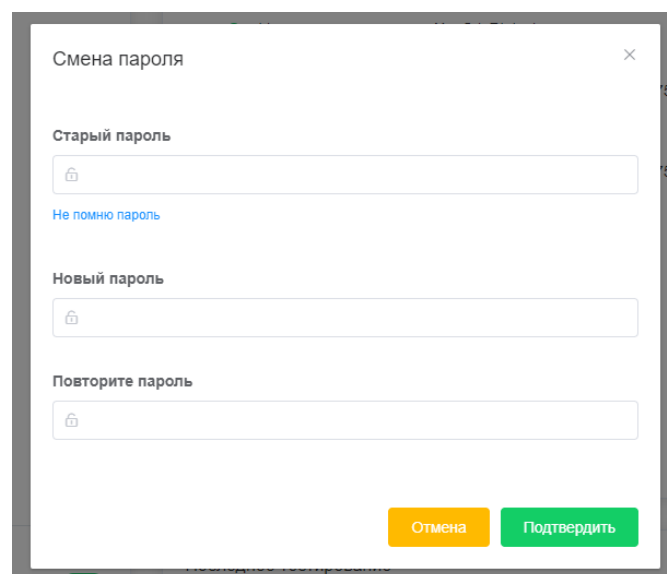 Смена пароля
Старый пароль
Не помню пароль
Новый пароль
Повторите пароль
Отмена
Подтвердить